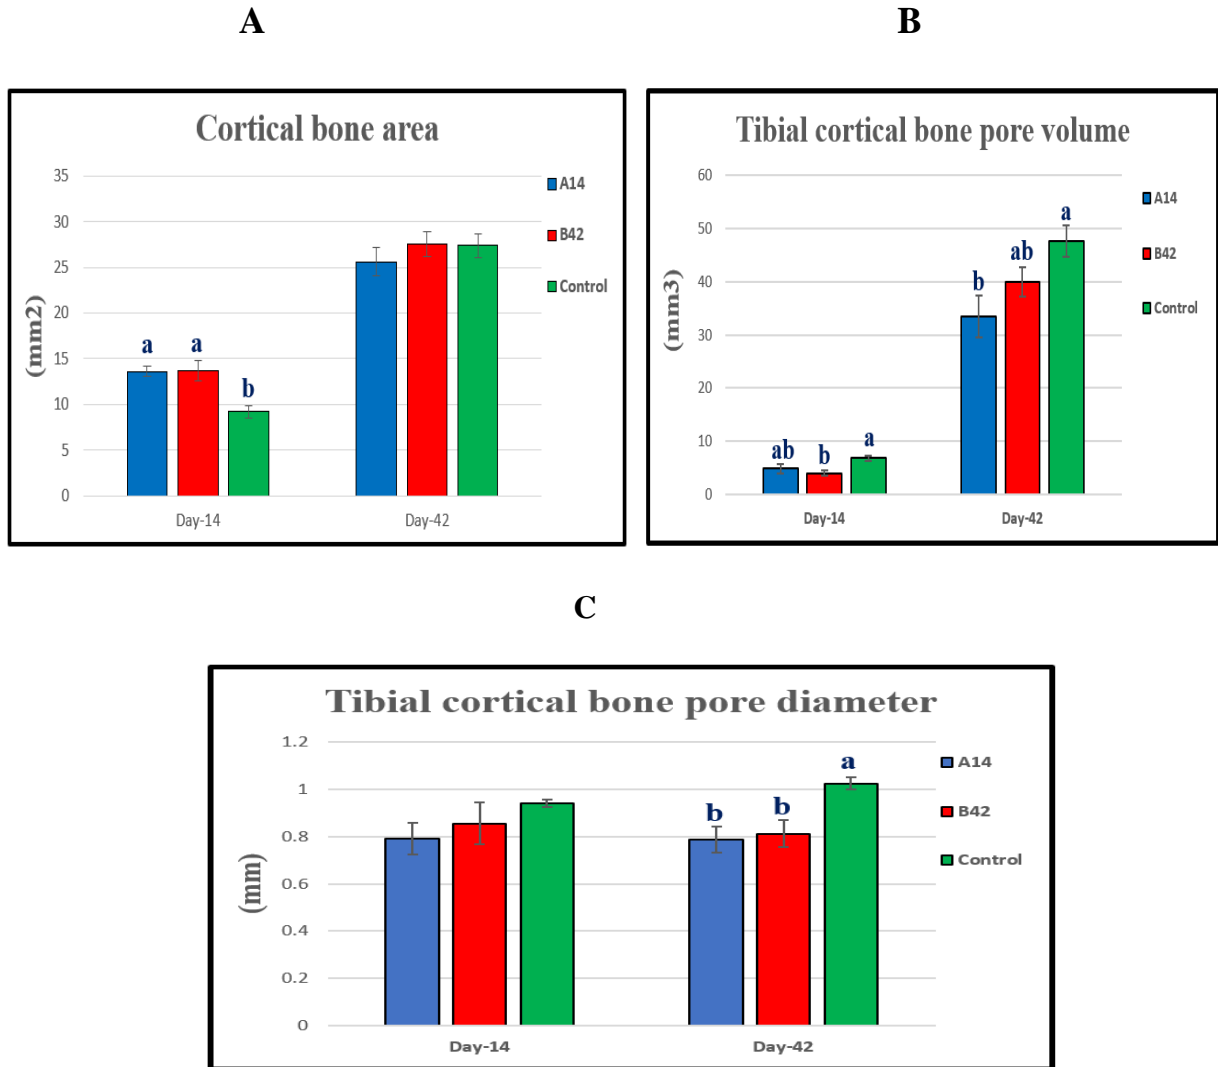 A
B
Cortical bone area
(mm2)
35
30
25
20
15
10
5
0
a
a
b
Day-14
Day-42
A14
B42
Control
Tibial cortical bone pore volume
(mm3)
60
50
40
30
20
10
0
ab
b
a
b
ab
a
Day-14
Day-42
A14
B42
Control
C
Tibial cortical bone pore diameter
(mm)
1.2
1
0.8
0.6
0.4
0.2
0
b
b
a
Day-14
Day-42
A14
B42
Control